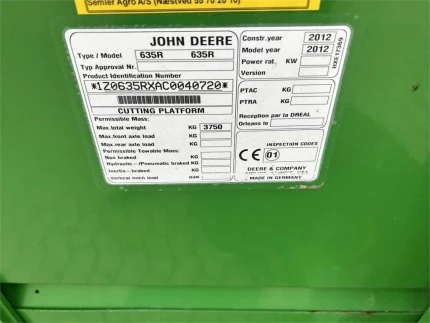 Semler Agro A/S (Næstved 55 70 20 10)
JOHN DEERE
Type / Model 635R 635R
Typ Approval Nr.
Product Identification Number
*1Z0635RXAC0040720*
CUTTING PLATFORM
Permissible Mass:
Max.total weight KG 3750
Max.front axle load KG
Max.rear axle load KG
Permissible Towable Mass:
Non braked KG
Hydraulic-/Pneumatic braked KG
Inertia-braked KG
Vertical hitch load
Constr.year 2012
Model year 2012
Power rat. KW
Version
PTAC KG
PTRA KG
Reception par la DREAL
Orleans le
INSPECTION CODES
CE 01
DEERE & COMPANY
MADE IN GERMANY
HXE17369